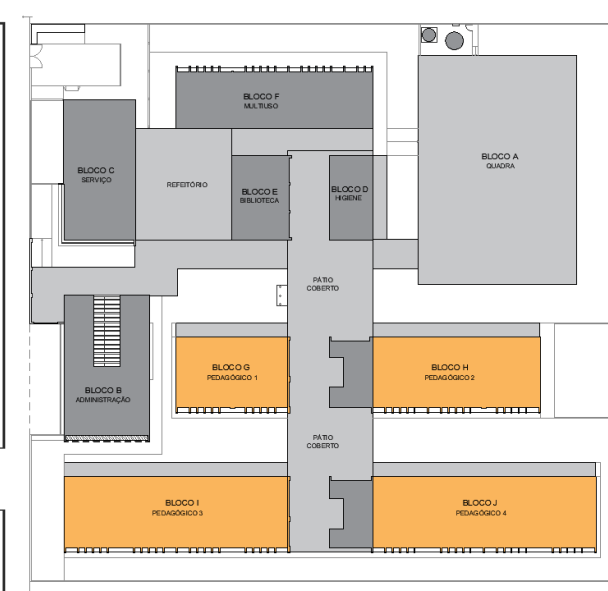 BLOCO F
MULTIUSO
BLOCO A
QUADRA
BLOCO C
SERVIÇO
REFEITÓRIO
BLOCO E
BIBLIOTECA
BLOCO D
HIGIENE
PÁTIO
COBERTO
BLOCO G
PEDAGÓGICO 1
BLOCO H
PEDAGÓGICO 2
BLOCO B
ADMINISTRAÇÃO
PÁTIO
COBERTO
BLOCO I
PEDAGÓGICO 3
BLOCO J
PEDAGÓGICO 4